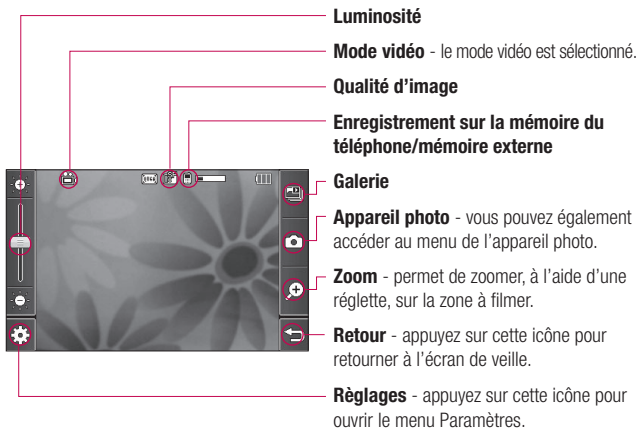 Luminosité
Mode vidéo - le mode vidéo est sélectionné.
Qualité d’image
Enregistrement sur la mémoire du
téléphone/mémoire externe
Galerie
Appareil photo - vous pouvez également
accéder au menu de l’appareil photo.
Zoom - permet de zoomer, à l’aide d’une
réglette, sur la zone à filmer.
Retour - appuyez sur cette icône pour
retourner à l’écran de veille.
Règlages - appuyez sur cette icône pour
ouvrir le menu Paramètres.